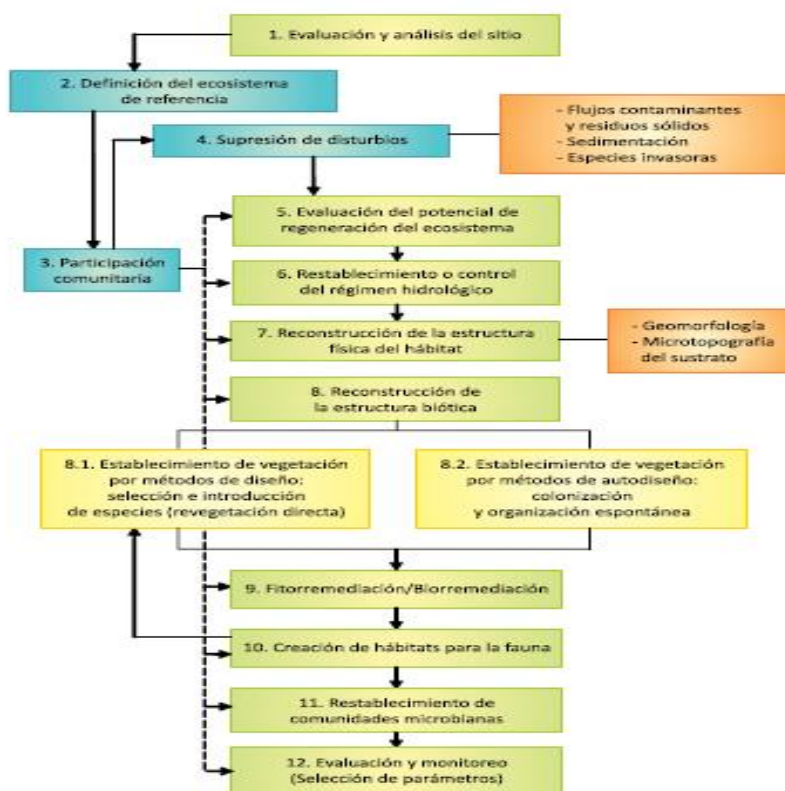 1. Evaluación y análisis del sitio
2. Definición del ecosistema
de referencia
- Flujos contaminantes
y residuos sólidos
- Sedimentación
- Especies invasoras
4. Supresión de disturbios
5. Evaluación del potencial de
regeneración del ecosistema
3. Participación
comunitaria
6. Restablecimiento o control
del régimen hidrológico
7. Reconstrucción de la estructura
física del hábitat
- Geomorfología
- Microtopografía
del sustrato
8. Reconstrucción de
la estructura biótica
8.1. Establecimiento de vegetación
por métodos de diseño:
selección e introducción
de especies (revegetación directa)
8.2. Establecimiento de vegetación
por métodos de autodiseño:
colonización
y organización espontánea
9. Fitorremediación/Biorremediación
10. Creación de hábitats para la fauna
11. Restablecimiento de
comunidades microbianas
12. Evaluación y monitoreo
(Selección de parámetros)